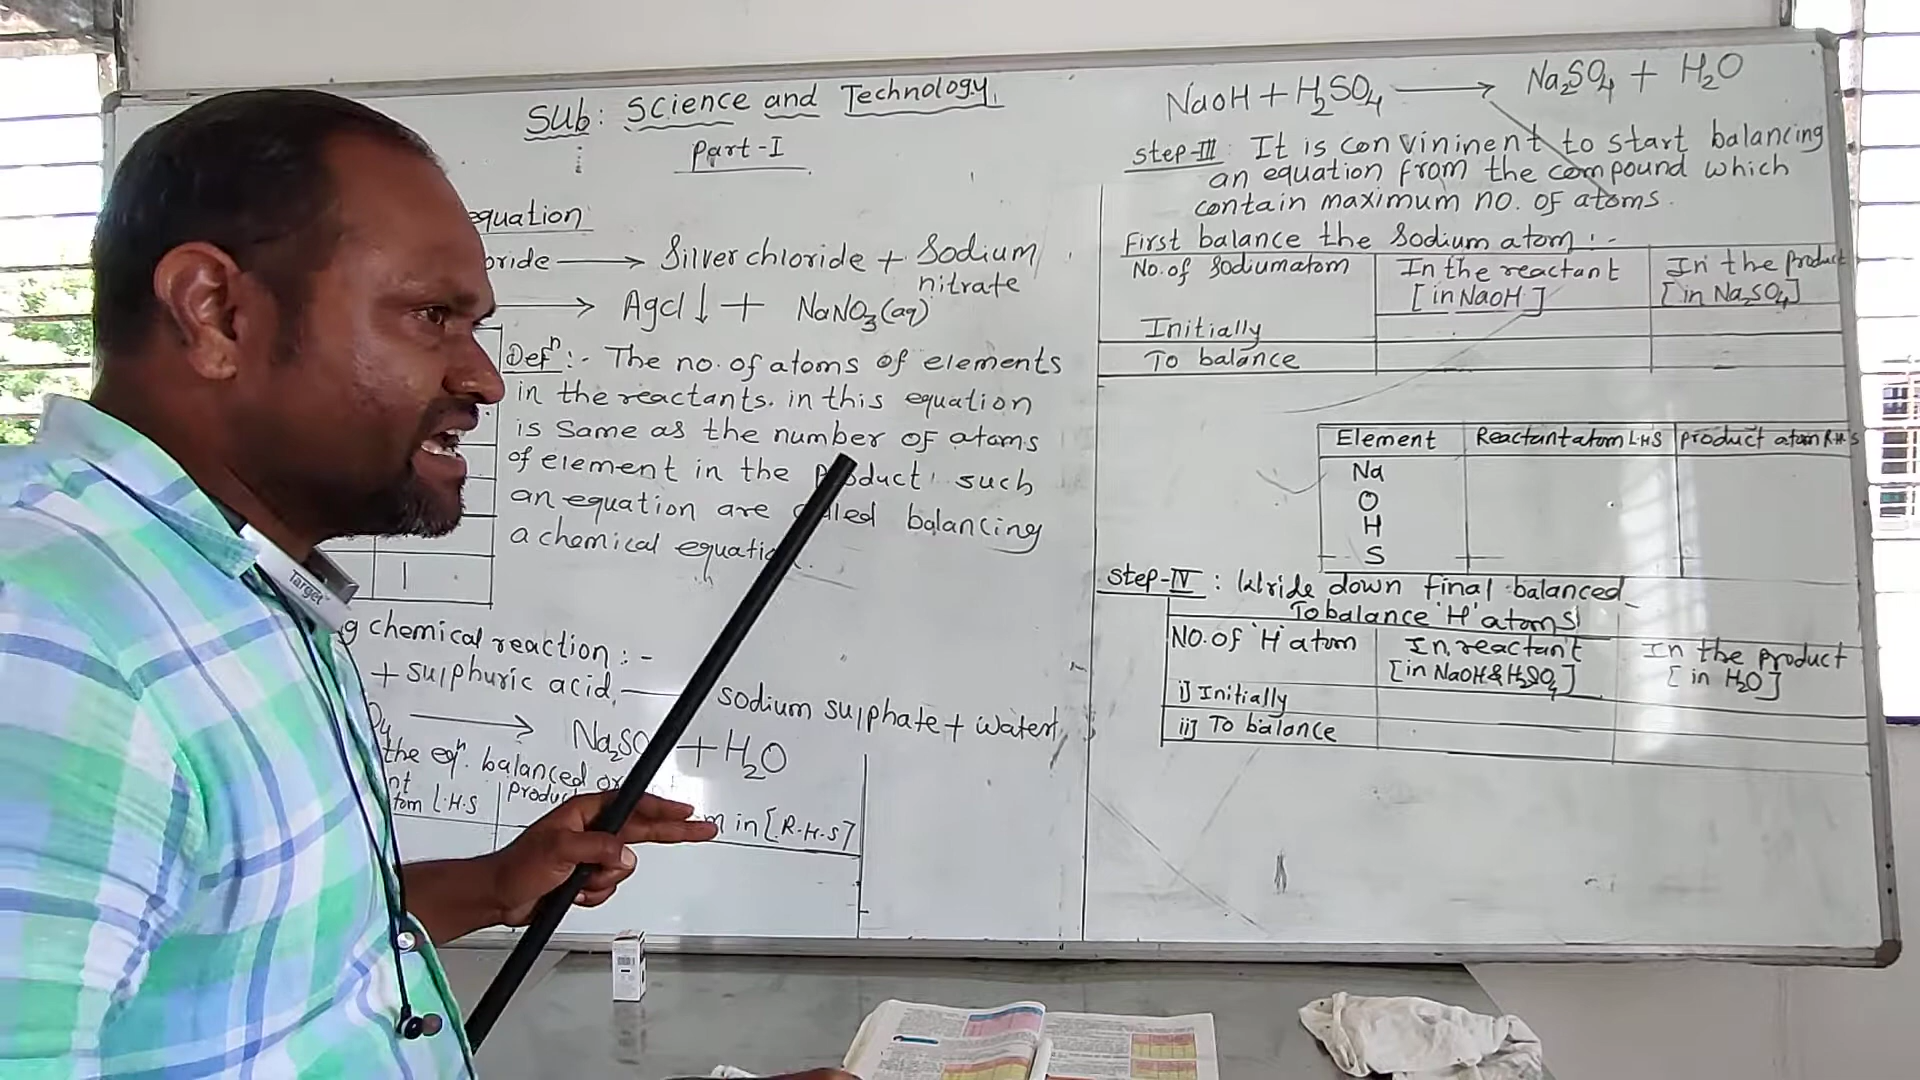 SUb: Science and Technology
Part-I
equation
oride ⟶ Silver chloride + Sodium
nitrate
⟶ Agcl↓ + NaNO₃(aq)
Defⁿ:- The no. of atoms of elements
in the reactants. in this equation
is Same as the number of atoms
of element in the product such
an equation are called balancing
a chemical equation.
1
Target
g chemical reaction :-
+ sulphuric acid — sodium sulphate + water
⟶ Na₂SO + H₂O
the eqⁿ. balanced or
tom L.H.S
m in [R.H.S]
NaoH + H₂SO₄ ⟶ Na₂SO₄ + H₂O
Step-III: It is convininent to start balancing
an equation from the compound which
contain maximum no. of atoms.
First balance the Sodium atom :-
No. of Sodium atom | In the reactant [in NaOH] | In the product [in Na₂SO₄]
Initially
To balance
Element | Reactant atom L.H.S | product atom R.H.S
Na
O
H
S
Step-IV: Wride down final balanced
To balance 'H' atoms
NO. of 'H' atom | In reactant [in NaOH & H₂SO₄] | In the product [in H₂O]
i] Initially
ii] To balance